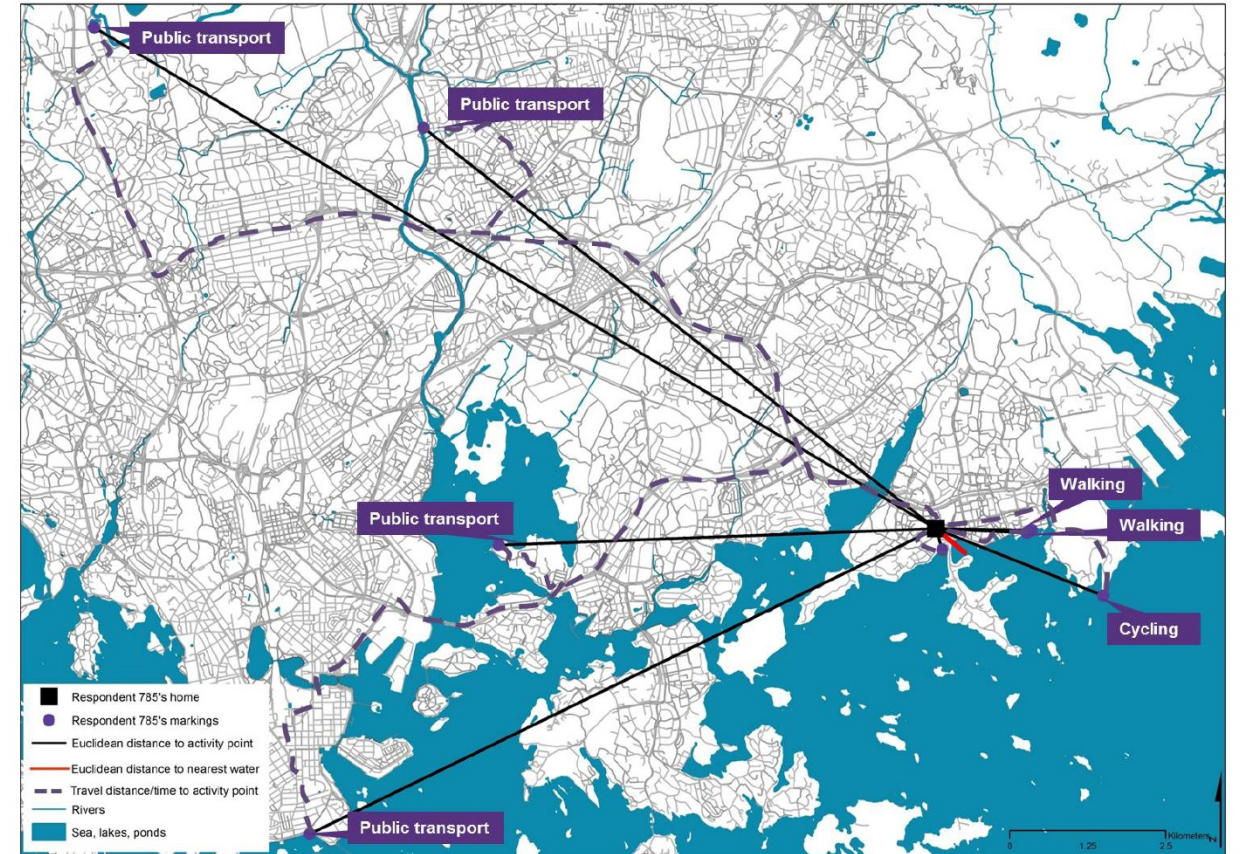 Public transport
Public transport
Walking
Public transport
Walking
Cycling
Respondent 785's home
Respondent 785's markings
Euclidean distance to activity point
Euclidean distance to nearest water
Travel distance/time to activity point
Rivers
Sea, lakes, ponds
Public transport
Kilometers
0 1.25 2.5
N